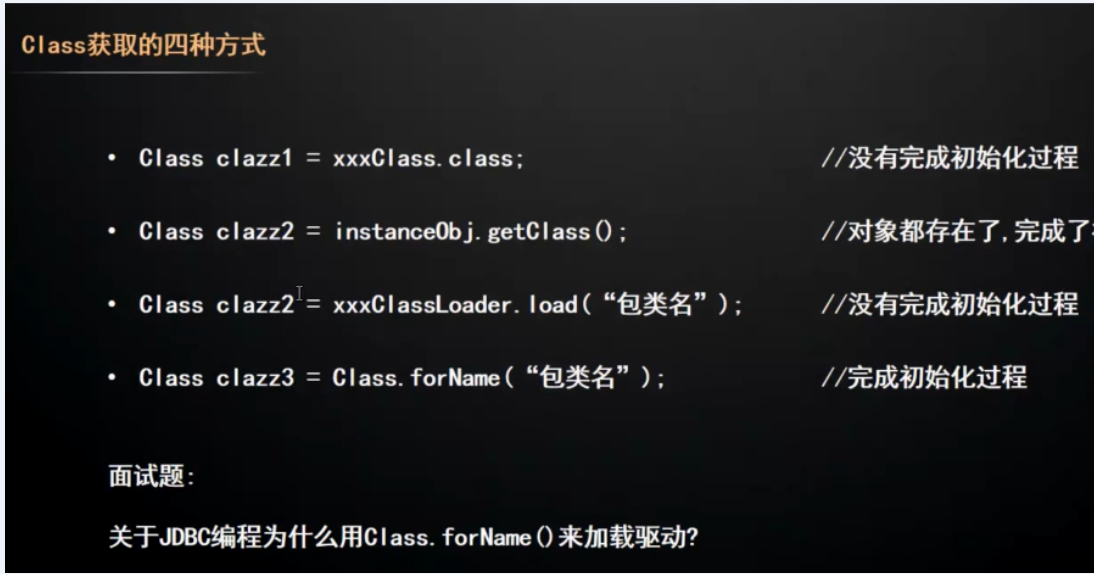 Class获取的四种方式
• Class clazz1 = xxxClass.class; //没有完成初始化过程
• Class clazz2 = instanceObj.getClass(); //对象都存在了,完成了
• Class clazz2 = xxxClassLoader.load(“包类名”); //没有完成初始化过程
• Class clazz3 = Class.forName(“包类名”); //完成初始化过程
面试题:
关于JDBC编程为什么用Class.forName()来加载驱动?